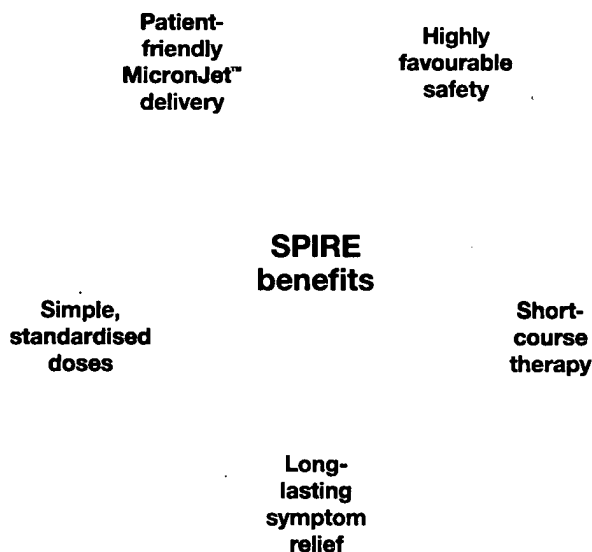 Patient-
friendly
MicronJet™
delivery
Highly
favourable
safety
SPIRE
benefits
Simple,
standardised
doses
Short-
course
therapy
Long-
lasting
symptom
relief